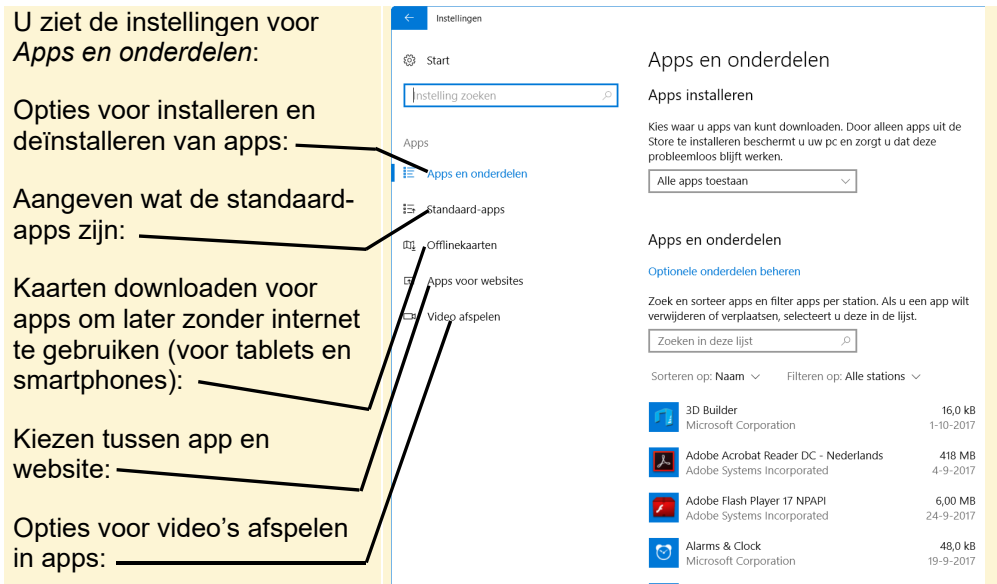 U ziet de instellingen voor
Apps en onderdelen:
Opties voor installeren en
deïnstalleren van apps:
Aangeven wat de standaard-
apps zijn:
Kaarten downloaden voor
apps om later zonder internet
te gebruiken (voor tablets en
smartphones):
Kiezen tussen app en
website:
Opties voor video's afspelen
in apps:
Instellingen
Start
Instelling zoeken
Apps
Apps en onderdelen
Standaard-apps
Offlinekaarten
Apps voor websites
Video afspelen
Apps en onderdelen
Apps installeren
Kies waar u apps van kunt downloaden. Door alleen apps uit de
Store te installeren beschermt u uw pc en zorgt u dat deze
probleemloos blijft werken.
Alle apps toestaan
Apps en onderdelen
Optionele onderdelen beheren
Zoek en sorteer apps en filter apps per station. Als u een app wilt
verwijderen of verplaatsen, selecteert u deze in de lijst.
Zoeken in deze lijst
Sorteren op: Naam Filteren op: Alle stations
3D Builder 16,0 kB
Microsoft Corporation 1-10-2017
Adobe Acrobat Reader DC - Nederlands 418 MB
Adobe Systems Incorporated 4-9-2017
Adobe Flash Player 17 NPAPI 6,00 MB
Adobe Systems Incorporated 24-9-2017
Alarms & Clock 48,0 kB
Microsoft Corporation 19-9-2017